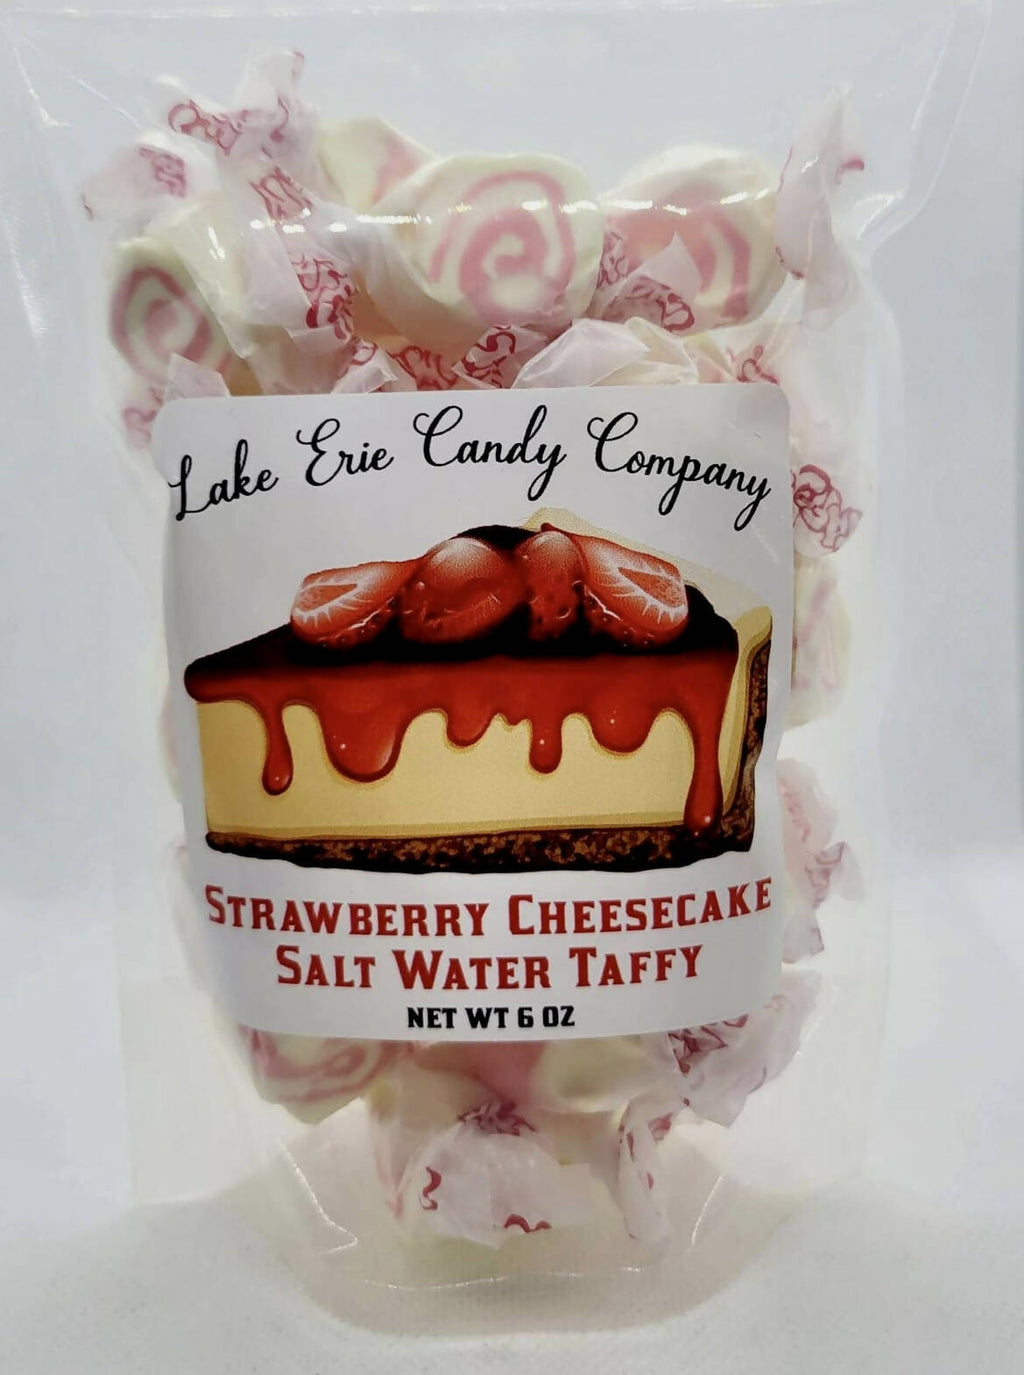 Lake Erie Candy Company
STRAWBERRY CHEESECAKE
SALT WATER TAFFY
NET WT 6 OZ